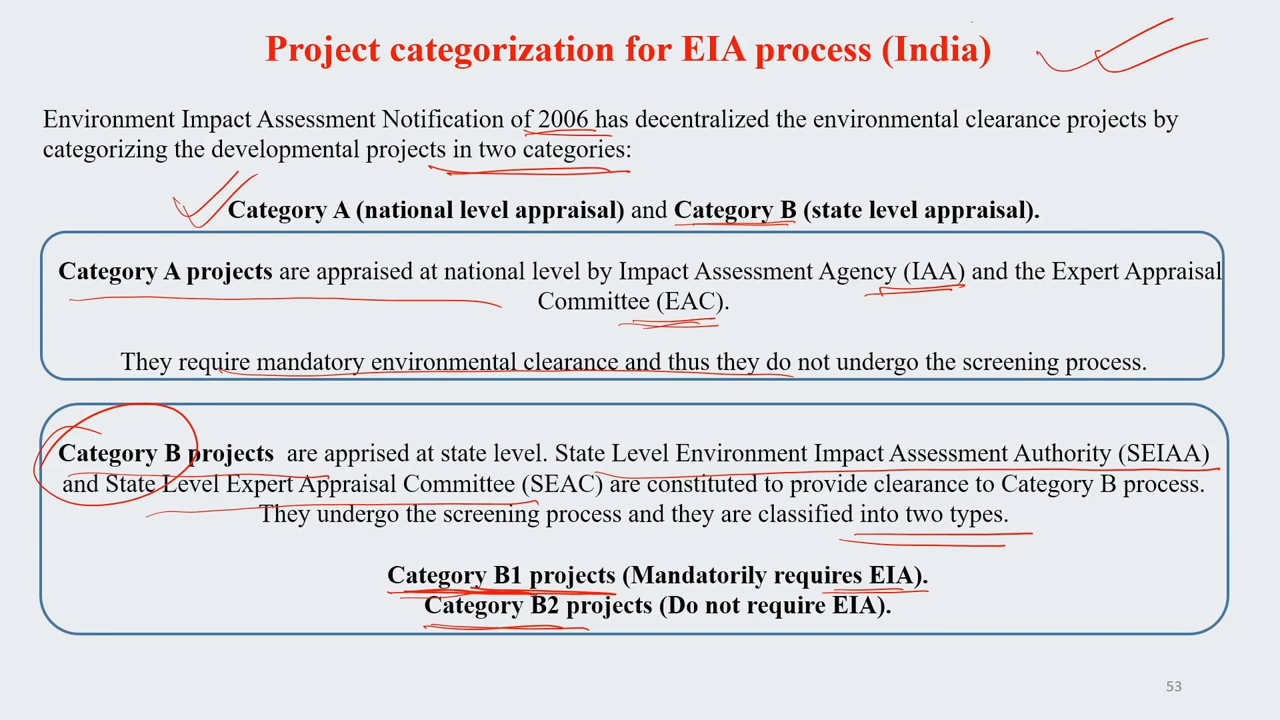 Project categorization for EIA process (India)
Environment Impact Assessment Notification of 2006 has decentralized the environmental clearance projects by
categorizing the developmental projects in two categories:
Category A (national level appraisal) and Category B (state level appraisal).
Category A projects are appraised at national level by Impact Assessment Agency (IAA) and the Expert Appraisal
Committee (EAC).
They require mandatory environmental clearance and thus they do not undergo the screening process.
Category B projects are apprised at state level. State Level Environment Impact Assessment Authority (SEIAA)
and State Level Expert Appraisal Committee (SEAC) are constituted to provide clearance to Category B process.
They undergo the screening process and they are classified into two types.
Category B1 projects (Mandatorily requires EIA).
Category B2 projects (Do not require EIA).
53